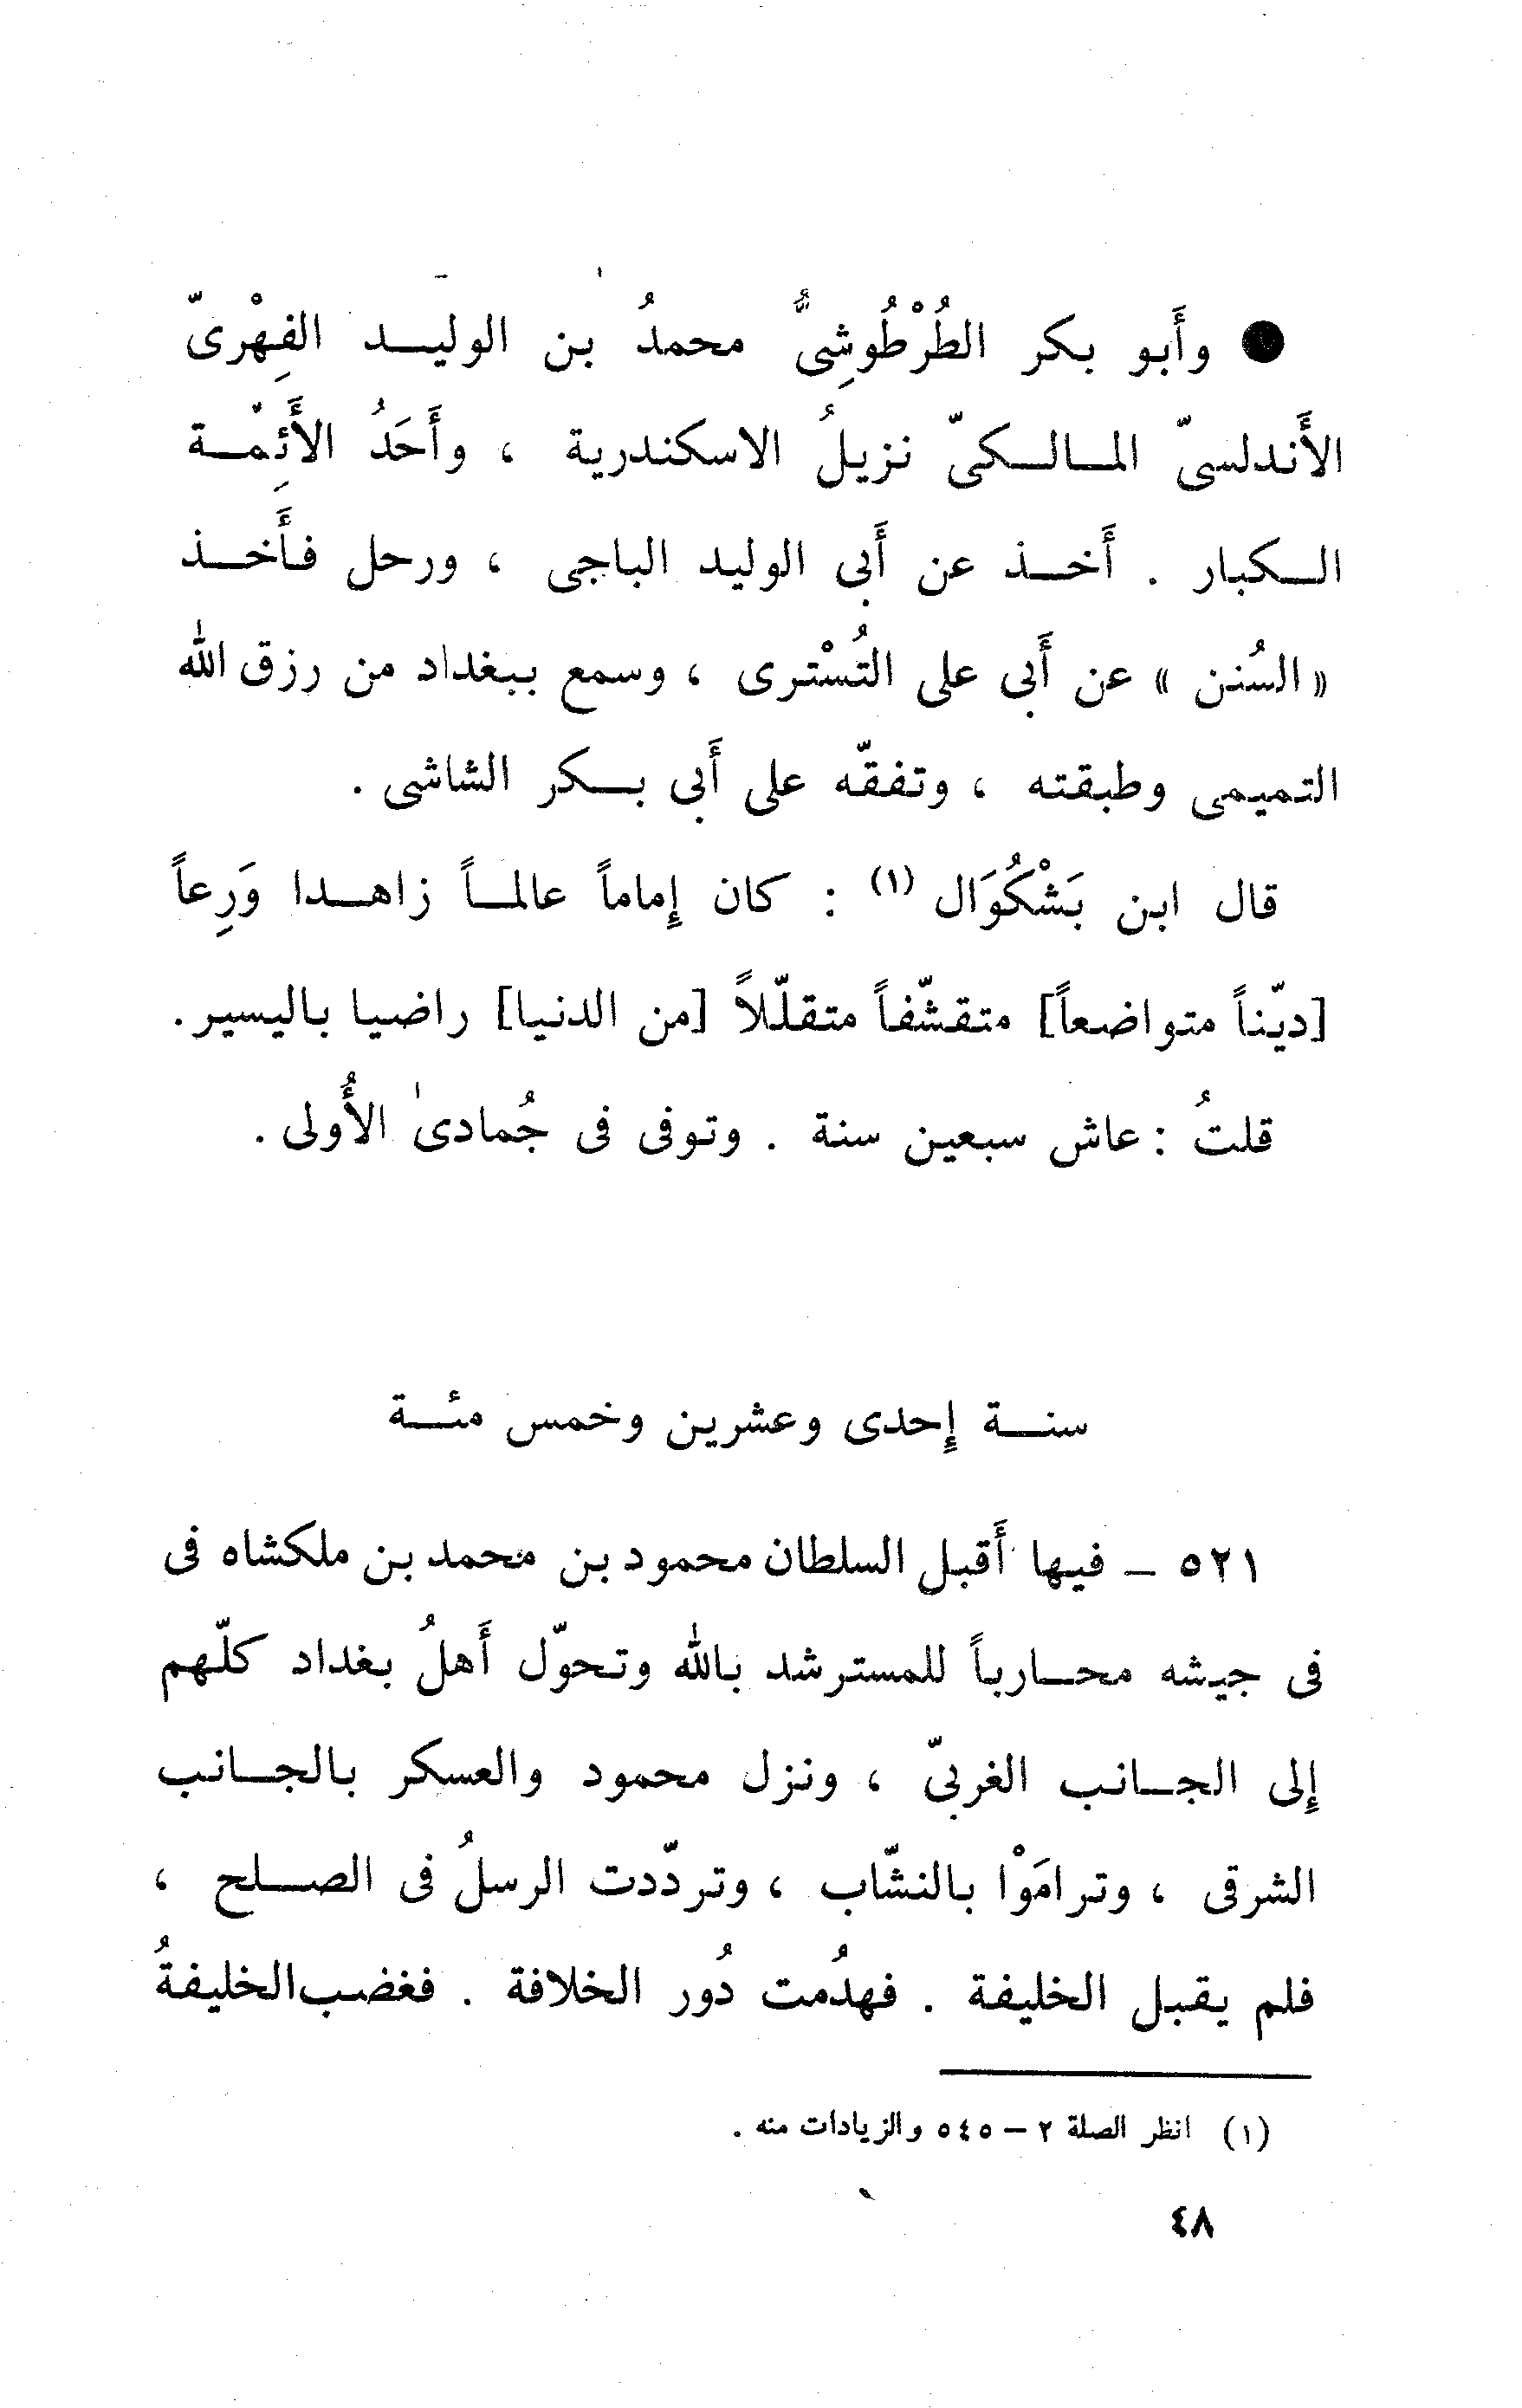 ● وأَبو بكر الطُرْطُوشِىُّ محمدُ بن الوليد الفِهْرىّ
الأَندلسىّ المالكىّ نزيلُ الاسكندرية ، وأَحَدُ الأَئِمّة
الكبار . أَخذ عن أَبى الوليد الباجى ، ورحل فأَخذ
« السُنن » عن أَبى على التُسْترى ، وسمع ببغداد من رزق الله
التميمى وطبقته ، وتفقّه على أَبى بكر الشاشى .
قال ابن بَشْكُوَال (١) : كان إِماماً عالماً زاهدا وَرِعاً
[ديّناً متواضعاً] متقشّفاً متقلّلاً [من الدنيا] راضيا باليسير .
قلتُ : عاش سبعين سنة . وتوفى فى جُمادىٰ الأُولى .
سنة إِحدى وعشرين وخمس مئة
٥٢١ – فيها أَقبل السلطان محمود بن محمد بن ملكشاه فى
فى جيشه محارباً للمسترشد بالله وتحوّل أَهلُ بغداد كلّهم
إِلى الجانب الغربىّ ، ونزل محمود والعسكر بالجانب
الشرقى ، وترامَوْا بالنشّاب ، وتردّدت الرسلُ فى الصلح ،
فلم يقبل الخليفة . فهدُمت دُور الخلافة . فغضب الخليفةُ
(١) انظر الصلة ٢ – ٥٤٥ والزيادات منه .
٤٨